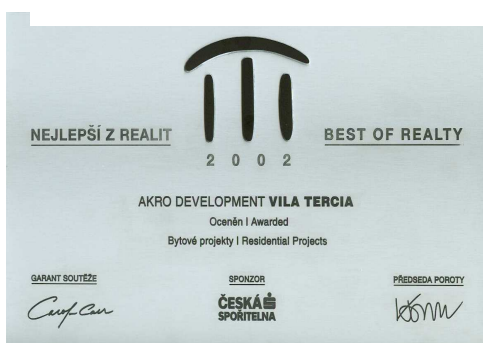 NEJLEPŠÍ Z REALIT
BEST OF REALTY
2 0 0 2
AKRO DEVELOPMENT VILA TERCIA
Oceněn I Awarded
Bytové projekty I Residential Projects
GARANT SOUTĚŽE
SPONZOR
PŘEDSEDA POROTY
ČESKÁ
SPOŘITELNA